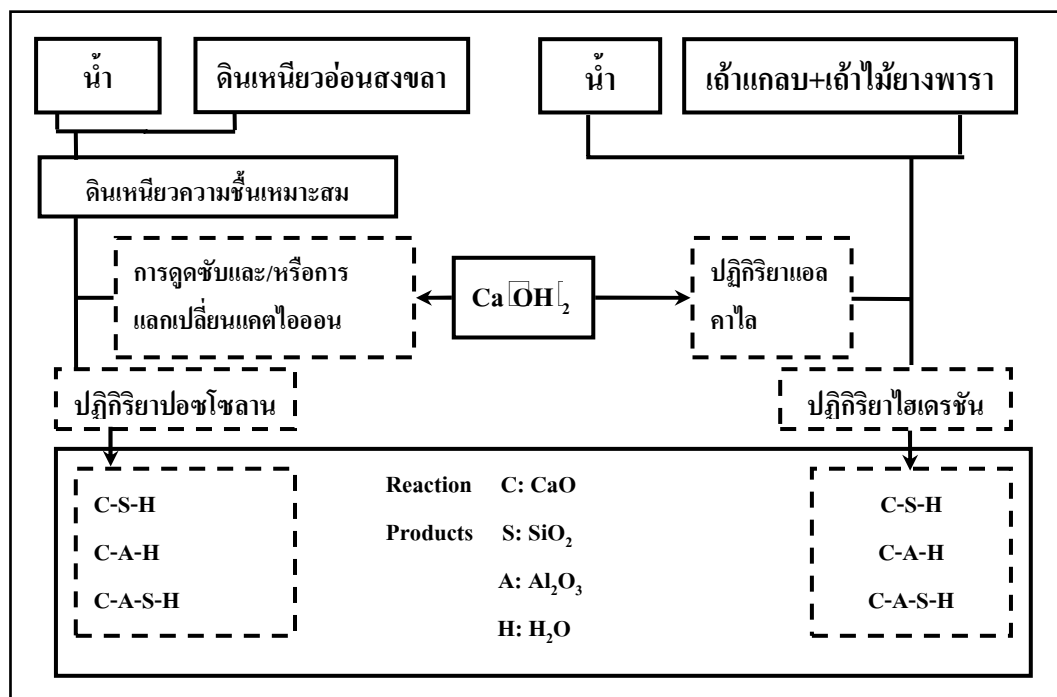 น้ำ
ดินเหนียวอ่อนสงขลา
น้ำ
เถ้าแกลบ+เถ้าไม้ยางพารา
ดินเหนียวความชื้นเหมาะสม
การดูดซับและ/หรือการ
แลกเปลี่ยนแคตไอออน
Ca(OH)₂
ปฏิกิริยาแอล
คาไล
ปฏิกิริยาปอซโซลาน
ปฏิกิริยาไฮเดรชัน
C-S-H
C-A-H
C-A-S-H
Reaction C: CaO
Products S: SiO₂
A: Al₂O₃
H: H₂O
C-S-H
C-A-H
C-A-S-H